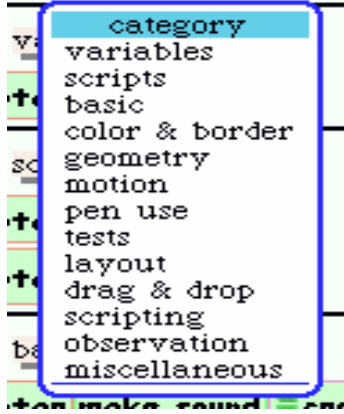 category
variables
scripts
basic
color & border
geometry
motion
pen use
tests
layout
drag & drop
scripting
observation
miscellaneous
make sound